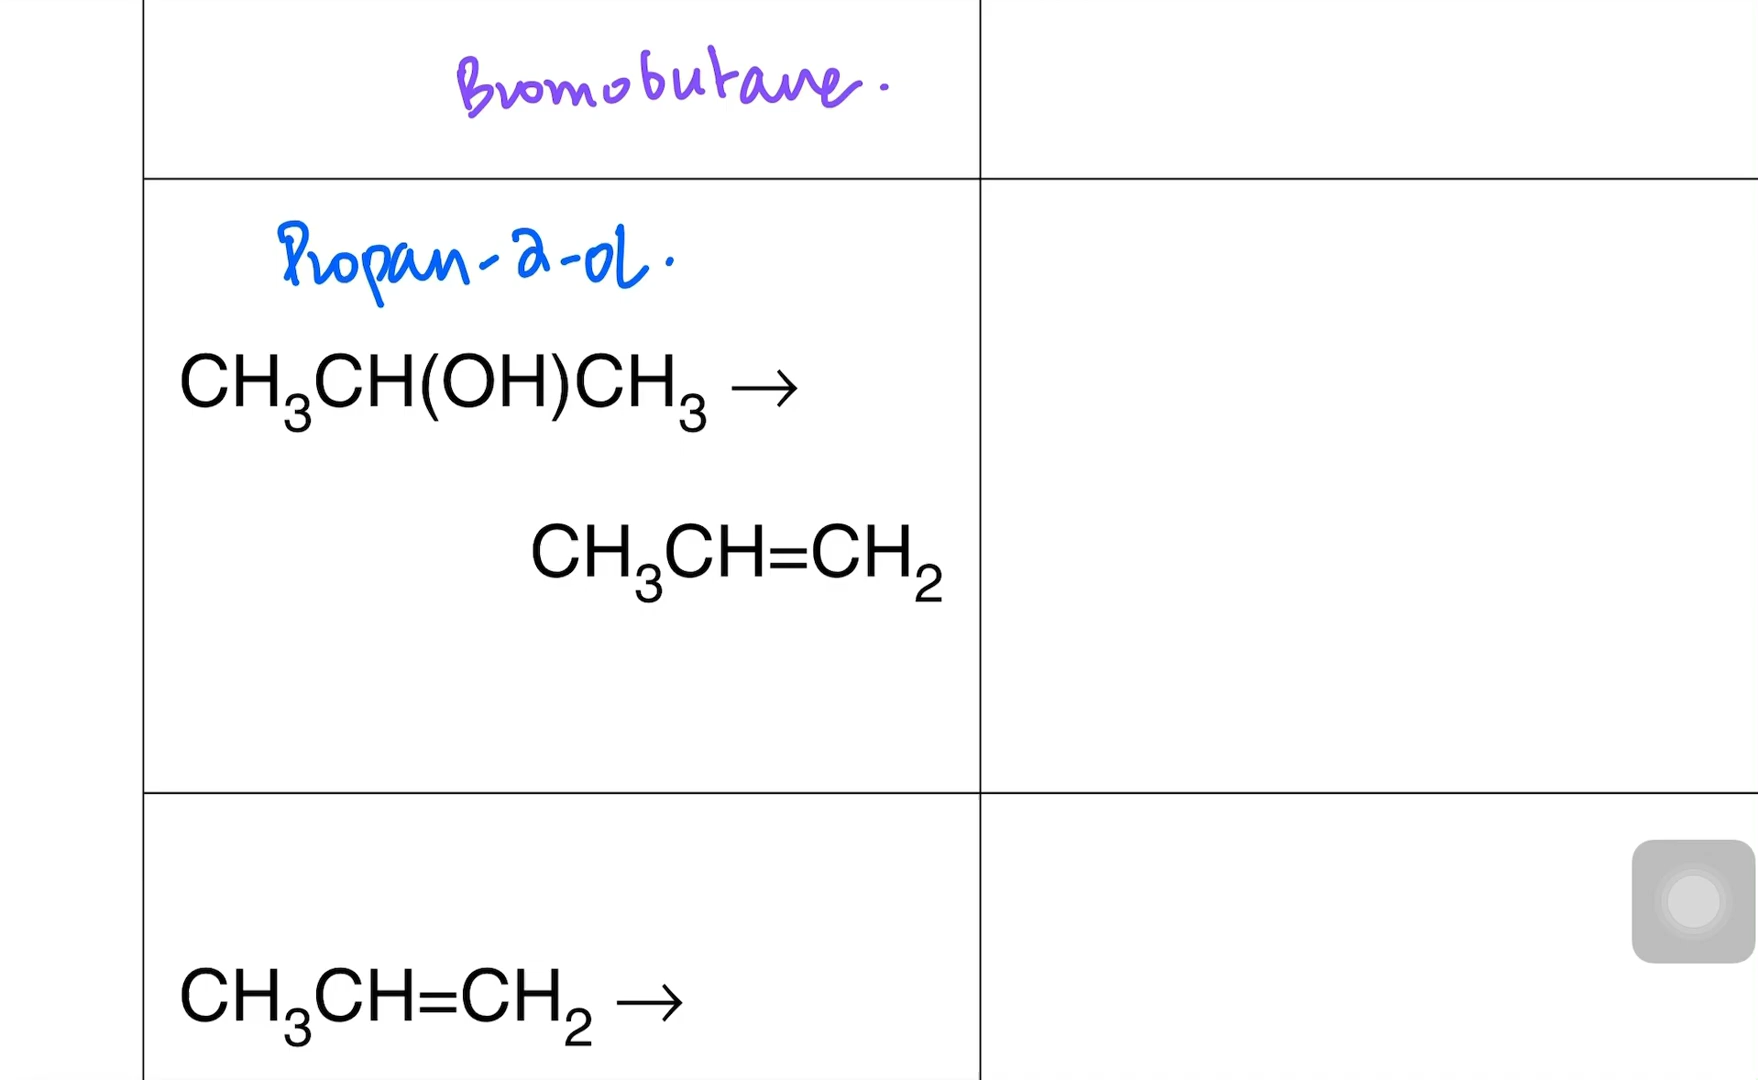 Bromobutane.
Propan-2-ol.
CH₃CH(OH)CH₃ →
CH₃CH=CH₂
CH₃CH=CH₂ →